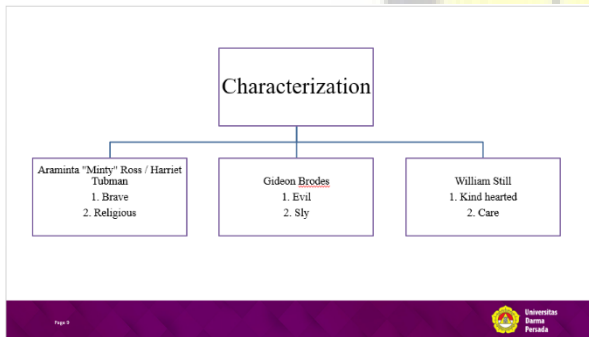 Characterization
Araminta "Minty" Ross / Harriet
Tubman
1. Brave
2. Religious
Gideon Brodes
1. Evil
2. Sly
William Still
1. Kind hearted
2. Care
Universitas
Darma
Persada